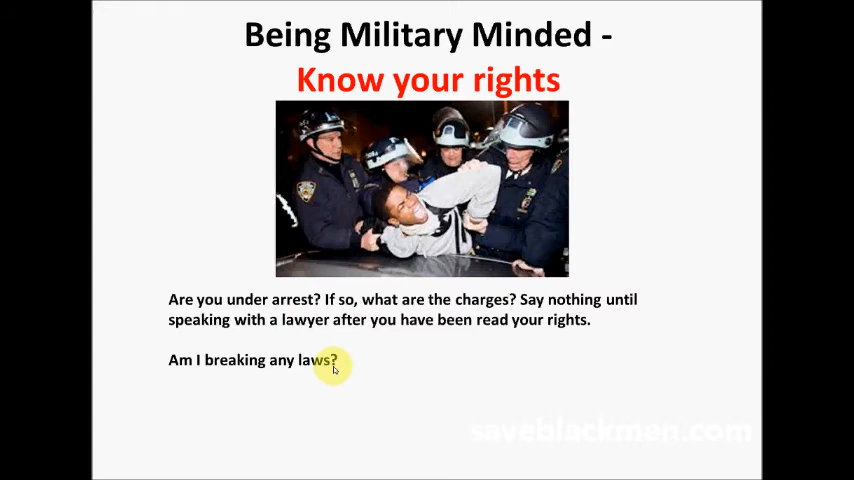 Being Military Minded -
Know your rights
Are you under arrest? If so, what are the charges? Say nothing until
speaking with a lawyer after you have been read your rights.
Am I breaking any laws?
saveblackmen.com